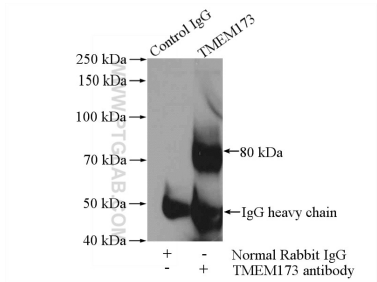 Control IgG
TMEM173
250 kDa
150 kDa
100 kDa
70 kDa
50 kDa
40 kDa
80 kDa
IgG heavy chain
WWW.PTGLAB.COM
+ - Normal Rabbit IgG
- + TMEM173 antibody